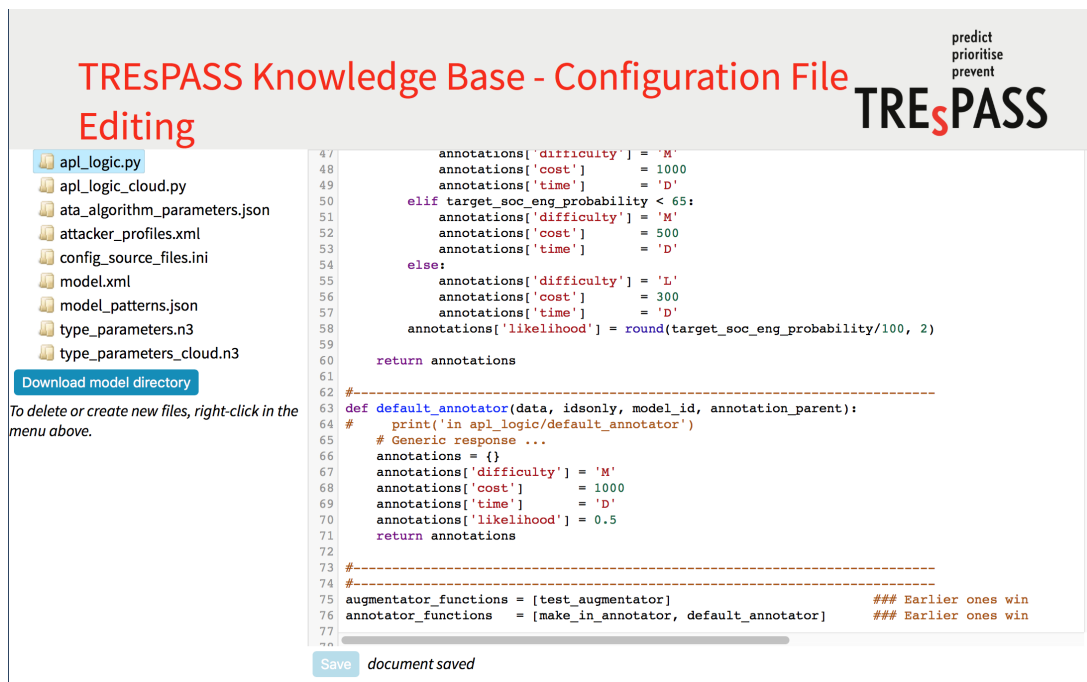 predict
prioritise
prevent
TREsPASS
TREsPASS Knowledge Base - Configuration File
Editing
apl_logic.py
apl_logic_cloud.py
ata_algorithm_parameters.json
attacker_profiles.xml
config_source_files.ini
model.xml
model_patterns.json
type_parameters.n3
type_parameters_cloud.n3
Download model directory
To delete or create new files, right-click in the
menu above.
47             annotations['difficulty'] = 'M'
48             annotations['cost']       = 1000
49             annotations['time']       = 'D'
50         elif target_soc_eng_probability < 65:
51             annotations['difficulty'] = 'M'
52             annotations['cost']       = 500
53             annotations['time']       = 'D'
54         else:
55             annotations['difficulty'] = 'L'
56             annotations['cost']       = 300
57             annotations['time']       = 'D'
58         annotations['likelihood'] = round(target_soc_eng_probability/100, 2)
59
60     return annotations
61
62 #---------------------------------------------------------------------------
63 def default_annotator(data, idsonly, model_id, annotation_parent):
64 #     print('in apl_logic/default_annotator')
65     # Generic response ...
66     annotations = {}
67     annotations['difficulty'] = 'M'
68     annotations['cost']       = 1000
69     annotations['time']       = 'D'
70     annotations['likelihood'] = 0.5
71     return annotations
72
73 #---------------------------------------------------------------------------
74 #---------------------------------------------------------------------------
75 augmentator_functions = [test_augmentator]                          ### Earlier ones win
76 annotator_functions   = [make_in_annotator, default_annotator]      ### Earlier ones win
77
Save
document saved